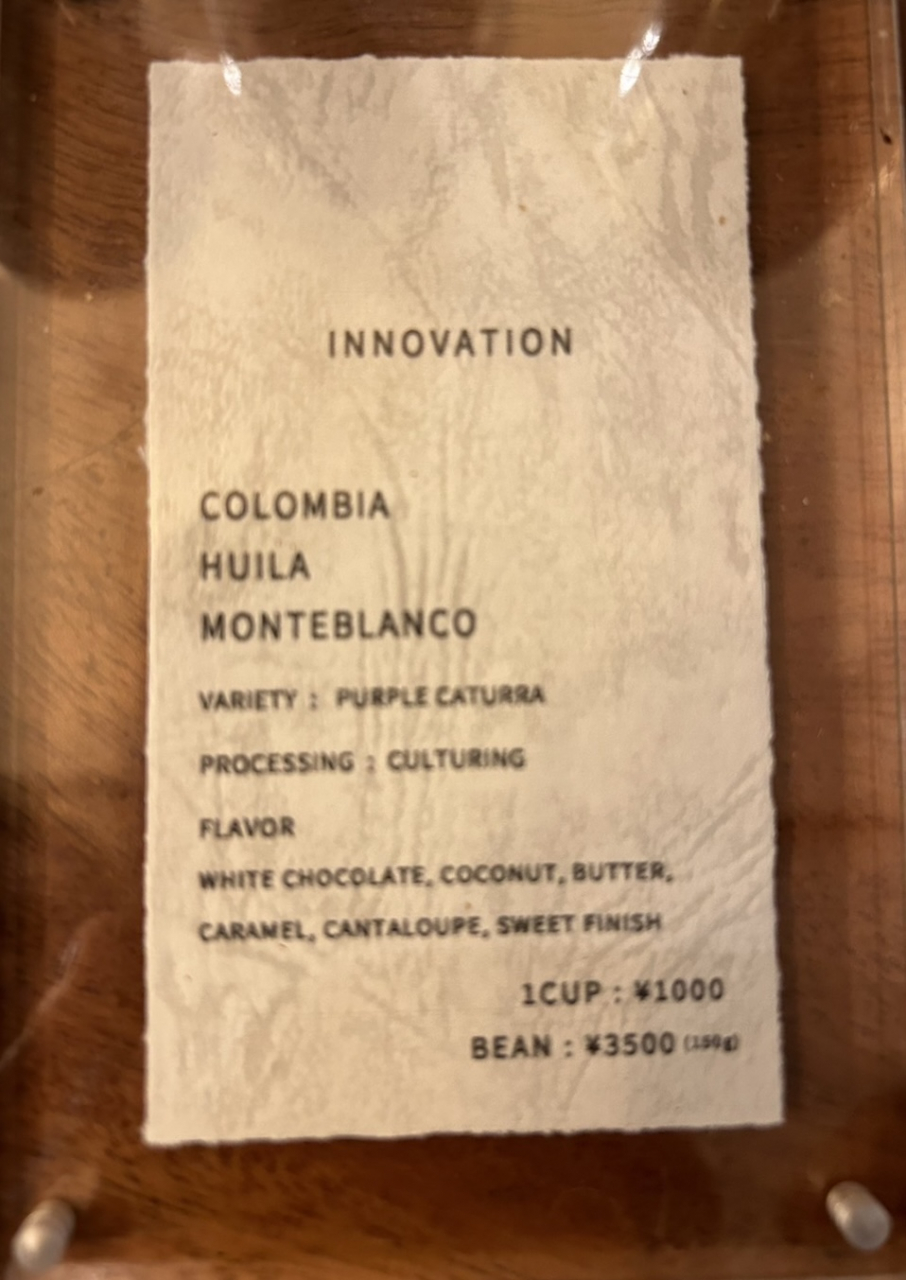 INNOVATION
COLOMBIA
HUILA
MONTEBLANCO
VARIETY : PURPLE CATURRA
PROCESSING : CULTURING
FLAVOR
WHITE CHOCOLATE, COCONUT, BUTTER,
CARAMEL, CANTALOUPE, SWEET FINISH
1CUP : ¥1000
BEAN : ¥3500